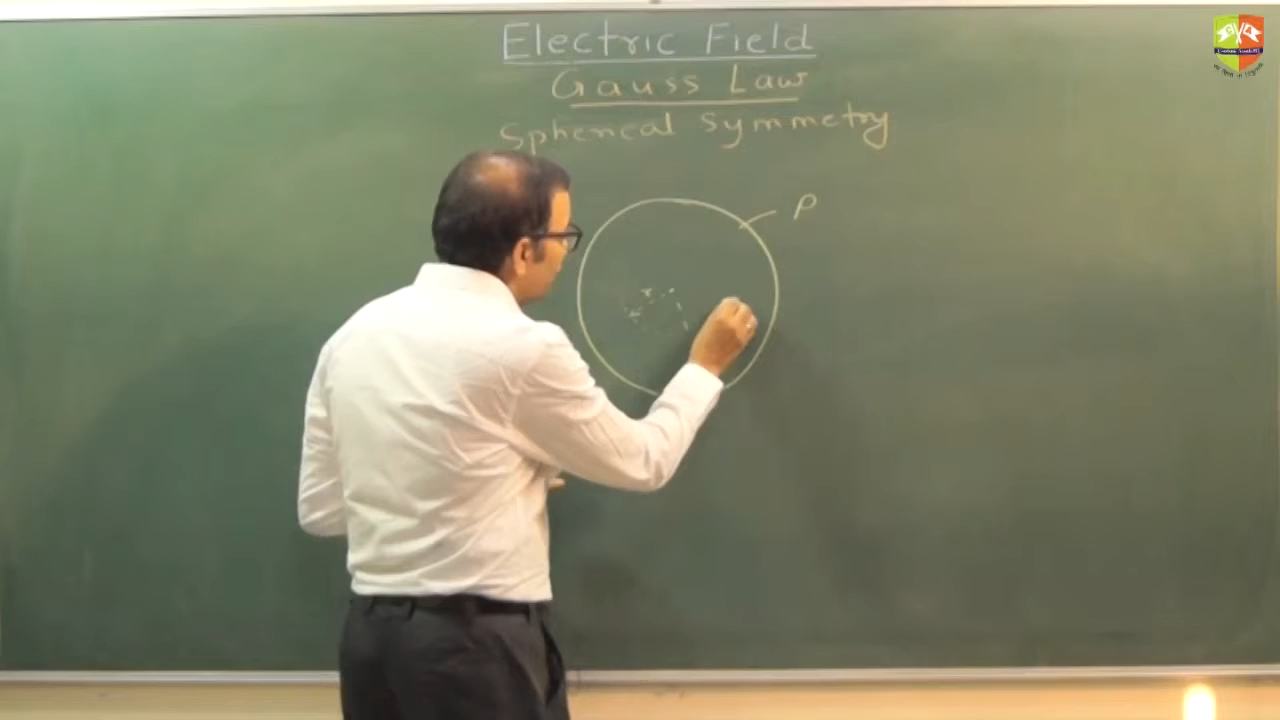 Electric Field
Gauss Law
Spherical Symmetry
ρ
r